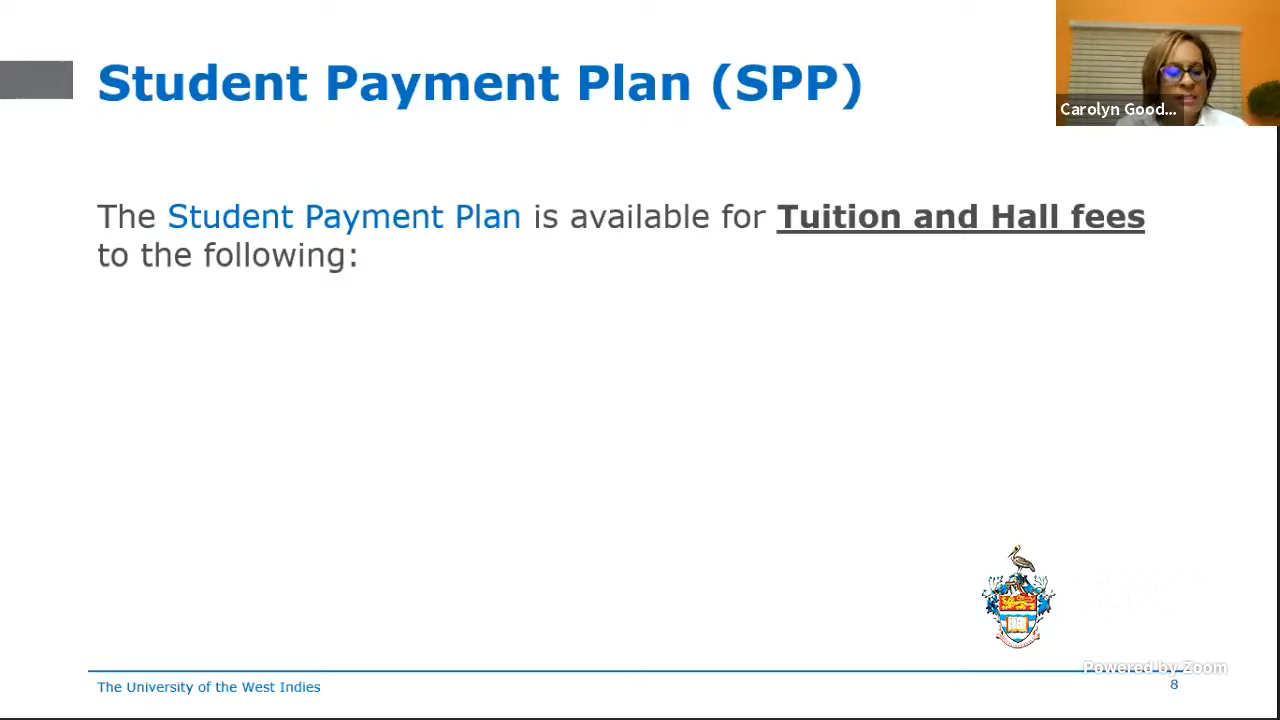 Student Payment Plan (SPP)
Carolyn Good...
The Student Payment Plan is available for Tuition and Hall fees
to the following:
Powered by Zoom
The University of the West Indies
8